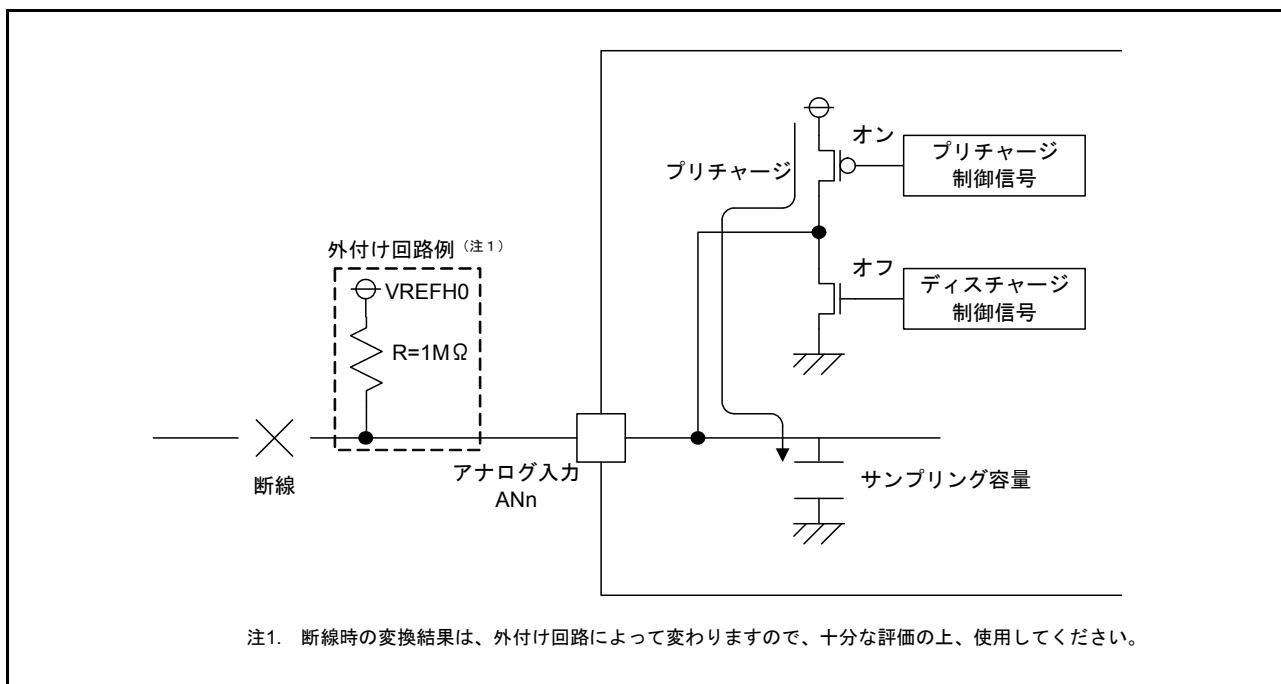 オン
プリチャージ
制御信号
プリチャージ
外付け回路例（注1）
VREFH0
オフ
ディスチャージ
制御信号
R=1MΩ
断線
アナログ入力
ANn
サンプリング容量
注1. 断線時の変換結果は、外付け回路によって変わりますので、十分な評価の上、使用してください。